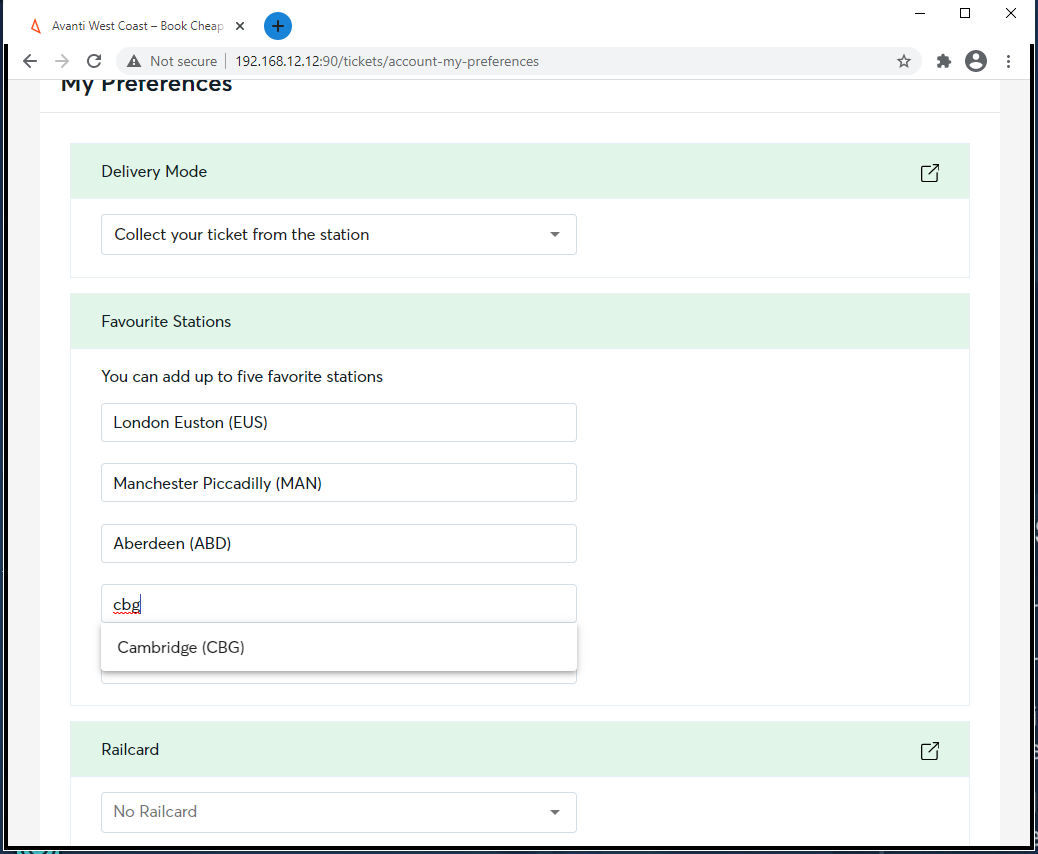 Avanti West Coast – Book Cheap
Not secure
192.168.12.12:90/tickets/account-my-preferences
My Preferences
Delivery Mode
Collect your ticket from the station
Favourite Stations
You can add up to five favorite stations
London Euston (EUS)
Manchester Piccadilly (MAN)
Aberdeen (ABD)
cbg
Cambridge (CBG)
Railcard
No Railcard